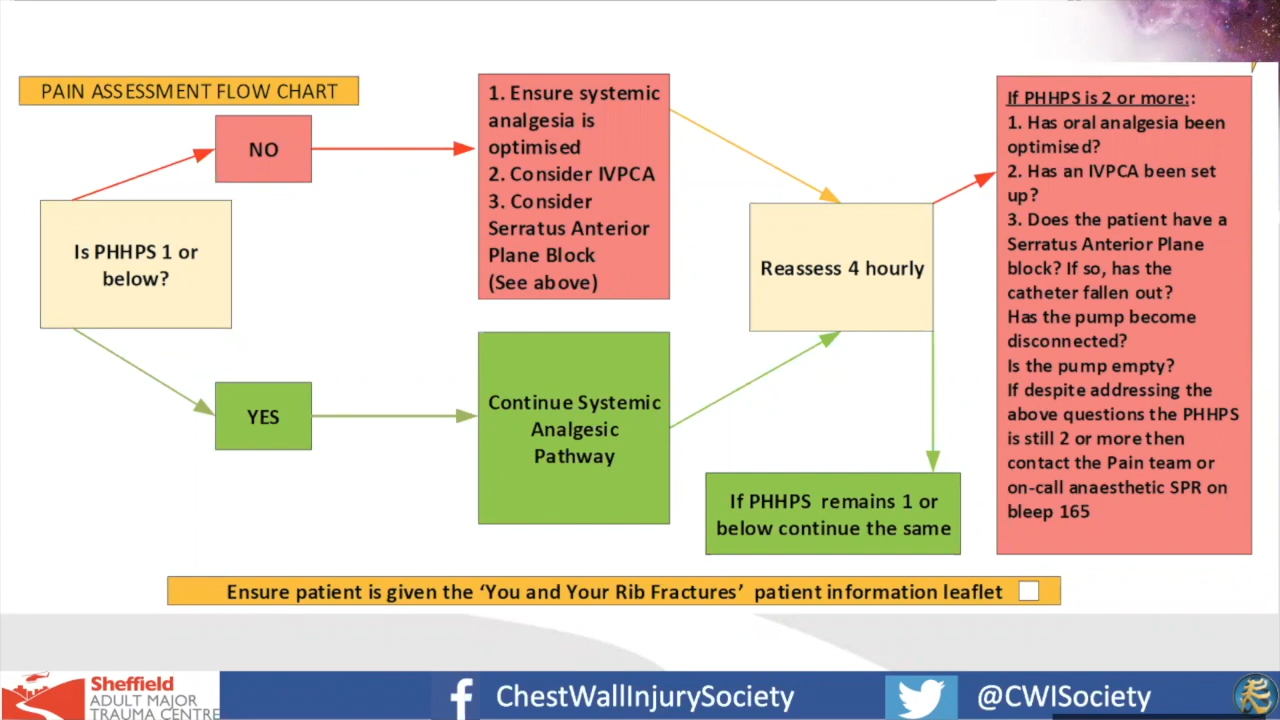 PAIN ASSESSMENT FLOW CHART
NO
Is PHHPS 1 or
below?
YES
1. Ensure systemic
analgesia is
optimised
2. Consider IVPCA
3. Consider
Serratus Anterior
Plane Block
(See above)
Continue Systemic
Analgesic
Pathway
Reassess 4 hourly
If PHHPS remains 1 or
below continue the same
If PHHPS is 2 or more::
1. Has oral analgesia been
optimised?
2. Has an IVPCA been set
up?
3. Does the patient have a
Serratus Anterior Plane
block? If so, has the
catheter fallen out?
Has the pump become
disconnected?
Is the pump empty?
If despite addressing the
above questions the PHHPS
is still 2 or more then
contact the Pain team or
on-call anaesthetic SPR on
bleep 165
Ensure patient is given the ‘You and Your Rib Fractures’ patient information leaflet
Sheffield
ADULT MAJOR
TRAUMA CENTRE
ChestWallInjurySociety
@CWISociety